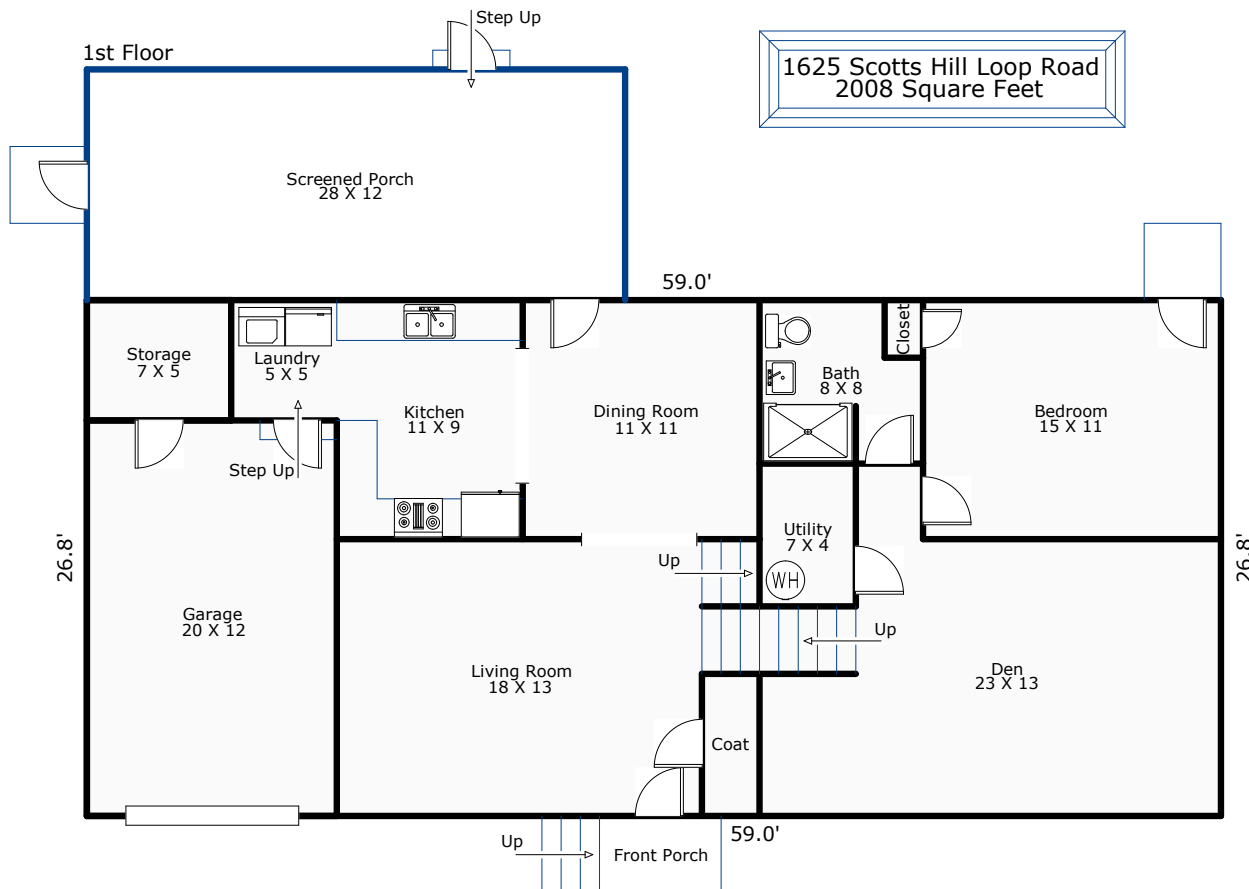 Step Up
1st Floor
1625 Scotts Hill Loop Road
2008 Square Feet
Screened Porch
28 X 12
59.0'
Storage
7 X 5
Laundry
5 X 5
Kitchen
11 X 9
Dining Room
11 X 11
Bath
8 X 8
Closet
Bedroom
15 X 11
Step Up
Utility
7 X 4
WH
Up
26.8'
26.8'
Garage
20 X 12
Up
Living Room
18 X 13
Den
23 X 13
Coat
59.0'
Up
Front Porch